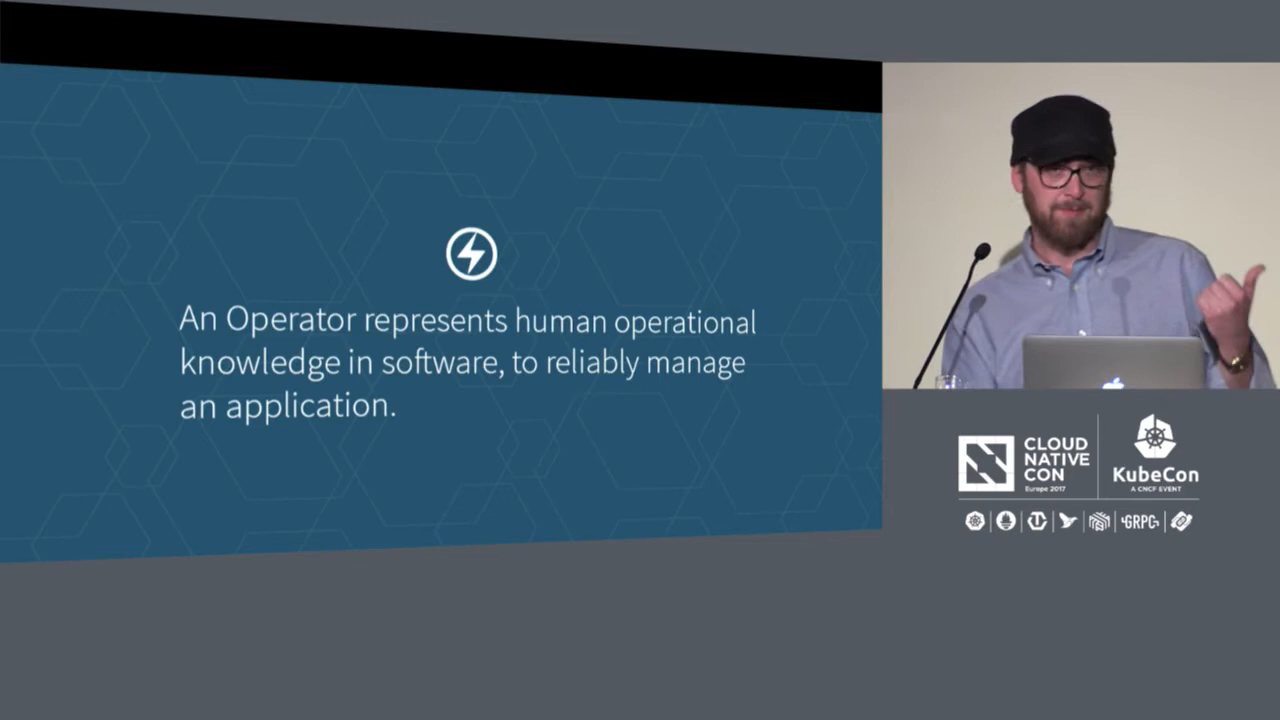 An Operator represents human operational
knowledge in software, to reliably manage
an application.
CLOUD
NATIVE
CON
Europe 2017
KubeCon
A CNCF EVENT
GRPC